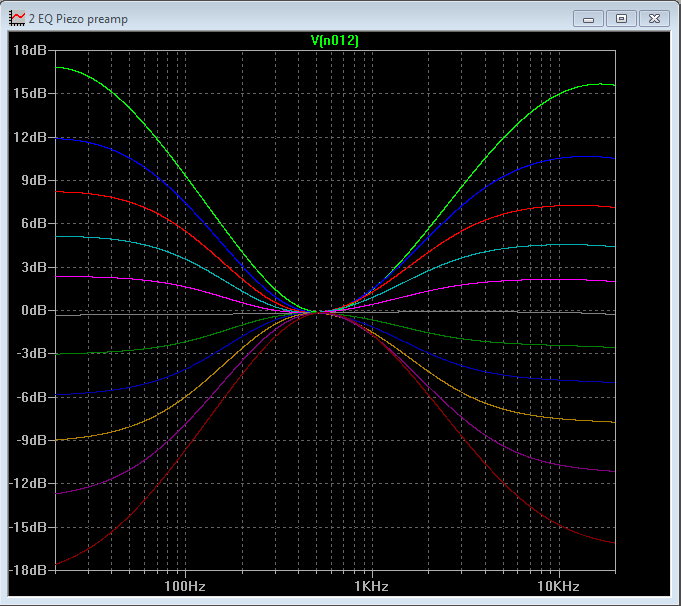 2 EQ Piezo preamp
V(n012)
18dB
15dB
12dB
9dB
6dB
3dB
0dB
-3dB
-6dB
-9dB
-12dB
-15dB
-18dB
100Hz 1KHz 10KHz